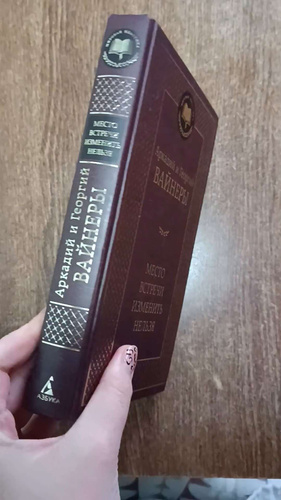 МЕСТО
ВСТРЕЧИ
ИЗМЕНИТЬ
НЕЛЬЗЯ
Аркадий и Георгий
ВАЙНЕРЫ
АЗБУКА
Аркадий и Георгий
ВАЙНЕРЫ
МЕСТО
ВСТРЕЧИ
ИЗМЕНИТЬ
НЕЛЬЗЯ